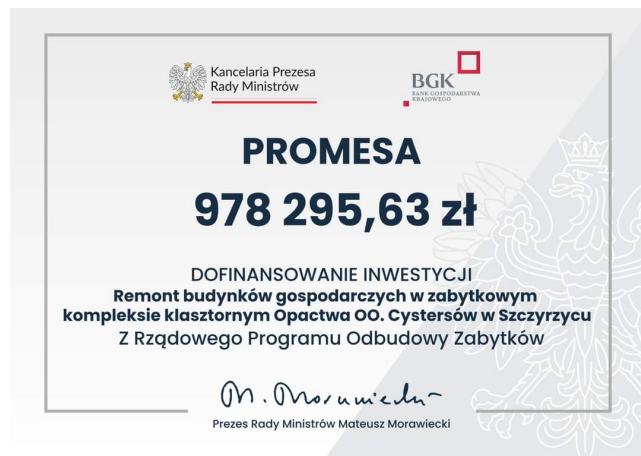 Kancelaria Prezesa
Rady Ministrów
BGK
BANK GOSPODARSTWA
KRAJOWEGO
PROMESA
978 295,63 zł
DOFINANSOWANIE INWESTYCJI
Remont budynków gospodarczych w zabytkowym
kompleksie klasztornym Opactwa OO. Cystersów w Szczyrzycu
Z Rządowego Programu Odbudowy Zabytków
M. Morawiecki
Prezes Rady Ministrów Mateusz Morawiecki